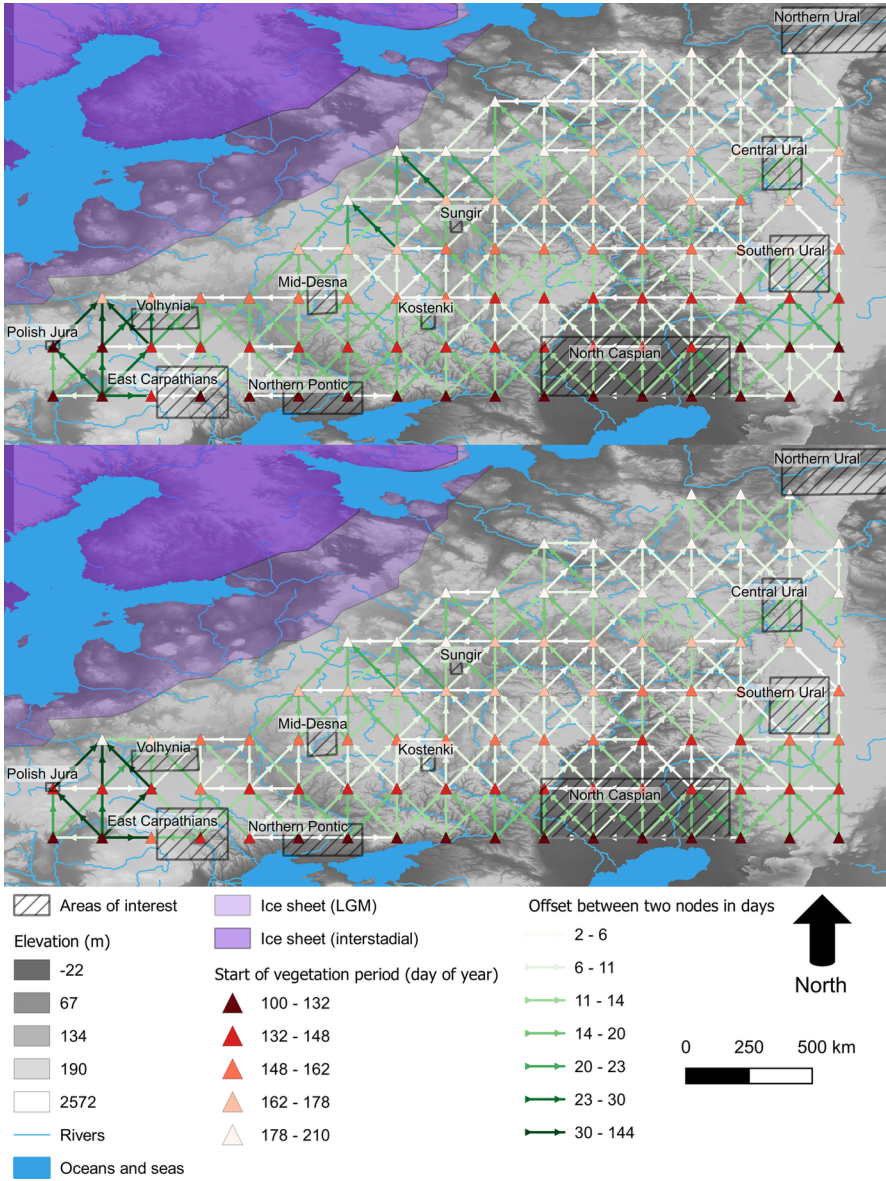 Northern Ural
Central Ural
Sungir
Southern Ural
Mid-Desna
Volhynia
Kostenki
Polish Jura
North Caspian
East Carpathians
Northern Pontic
Northern Ural
Central Ural
Sungir
Southern Ural
Mid-Desna
Volhynia
Kostenki
Polish Jura
North Caspian
East Carpathians
Northern Pontic
Areas of interest
Elevation (m)
-22
67
134
190
2572
Rivers
Oceans and seas
Ice sheet (LGM)
Ice sheet (interstadial)
Start of vegetation period (day of year)
100 - 132
132 - 148
148 - 162
162 - 178
178 - 210
Offset between two nodes in days
2 - 6
6 - 11
11 - 14
14 - 20
20 - 23
23 - 30
30 - 144
North
0 250 500 km